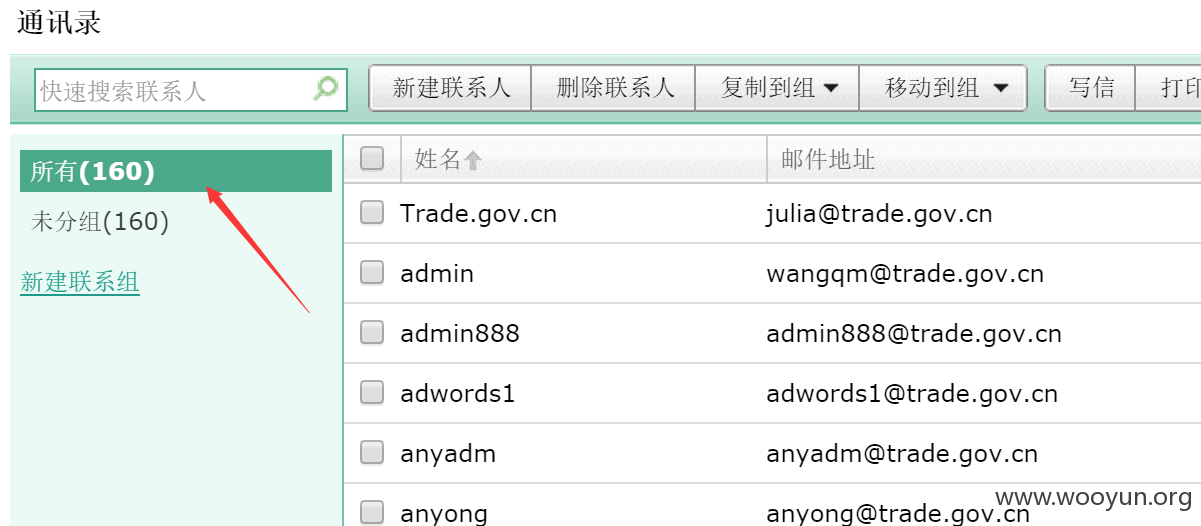 通讯录
快速搜索联系人 新建联系人 删除联系人 复制到组 移动到组 写信 打印
所有(160) 姓名 邮件地址
未分组(160) Trade.gov.cn julia@trade.gov.cn
新建联系组 admin wangqm@trade.gov.cn
admin888 admin888@trade.gov.cn
adwords1 adwords1@trade.gov.cn
anyadm anyadm@trade.gov.cn
anyong anyong@trade.gov.cn
www.wooyun.org